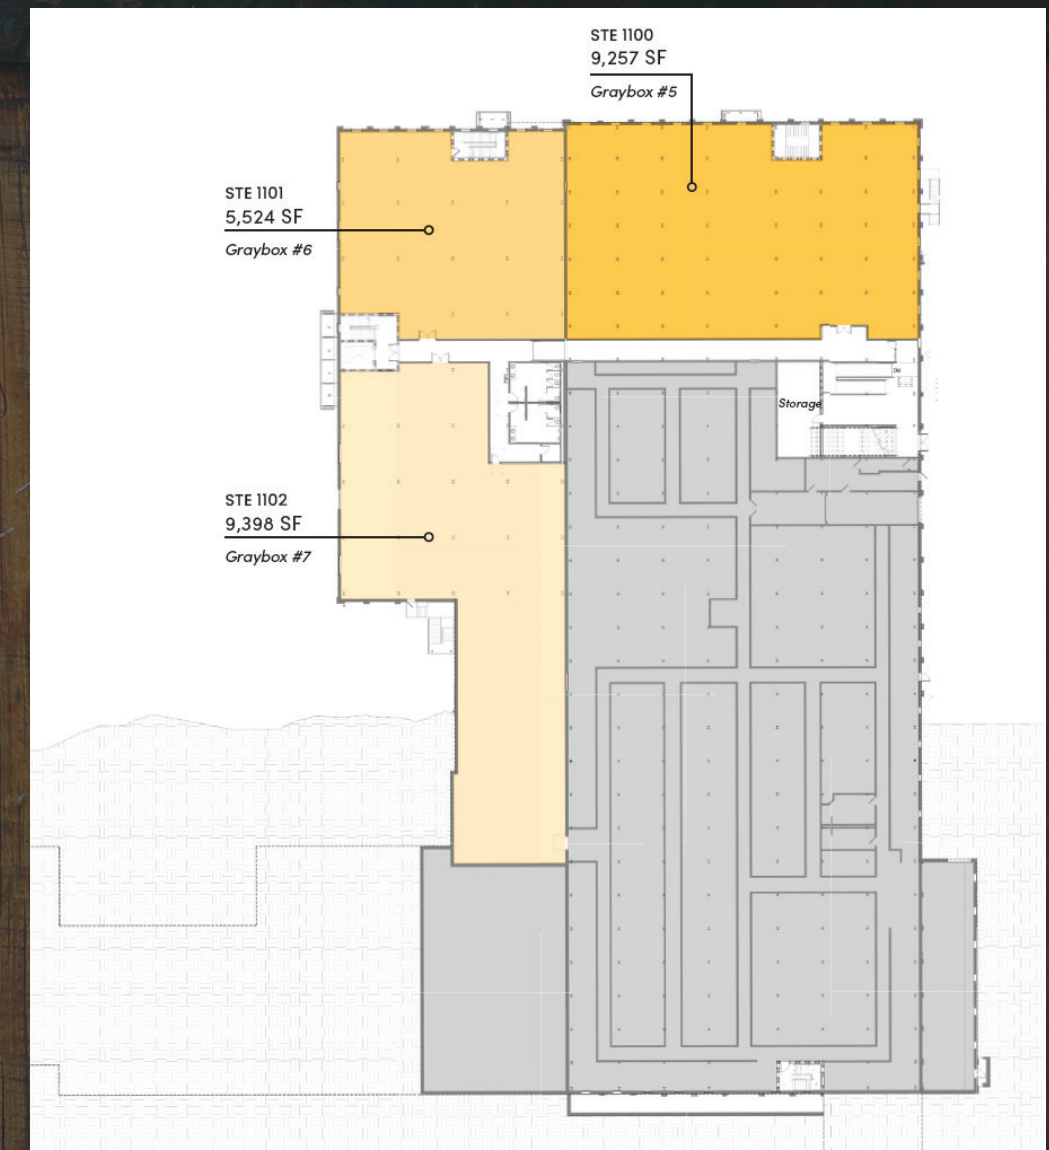 STE 1100
9,257 SF
Graybox #5
STE 1101
5,524 SF
Graybox #6
Storage
STE 1102
9,398 SF
Graybox #7